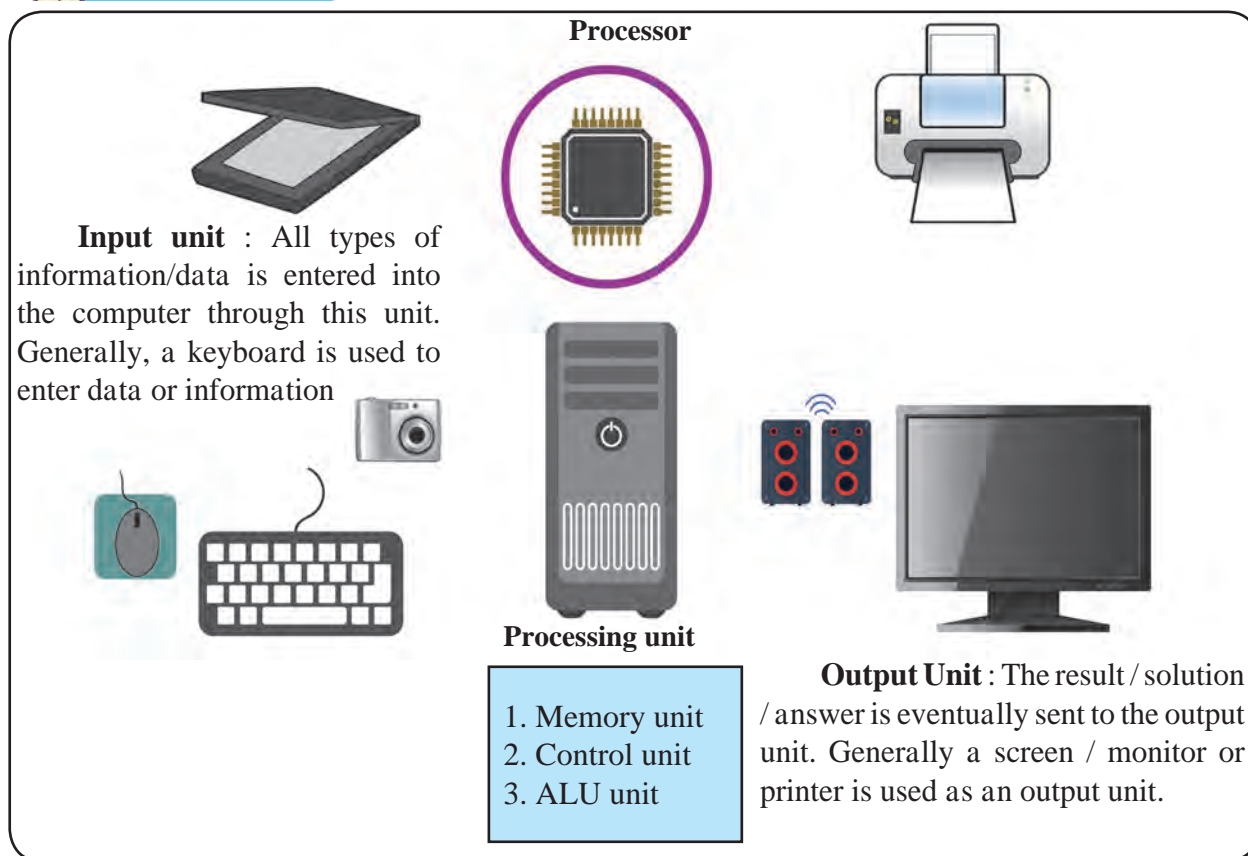 Processor
Input unit : All types of
information/data is entered into
the computer through this unit.
Generally, a keyboard is used to
enter data or information
Processing unit
1. Memory unit
2. Control unit
3. ALU unit
Output Unit : The result / solution
/ answer is eventually sent to the output
unit. Generally a screen / monitor or
printer is used as an output unit.